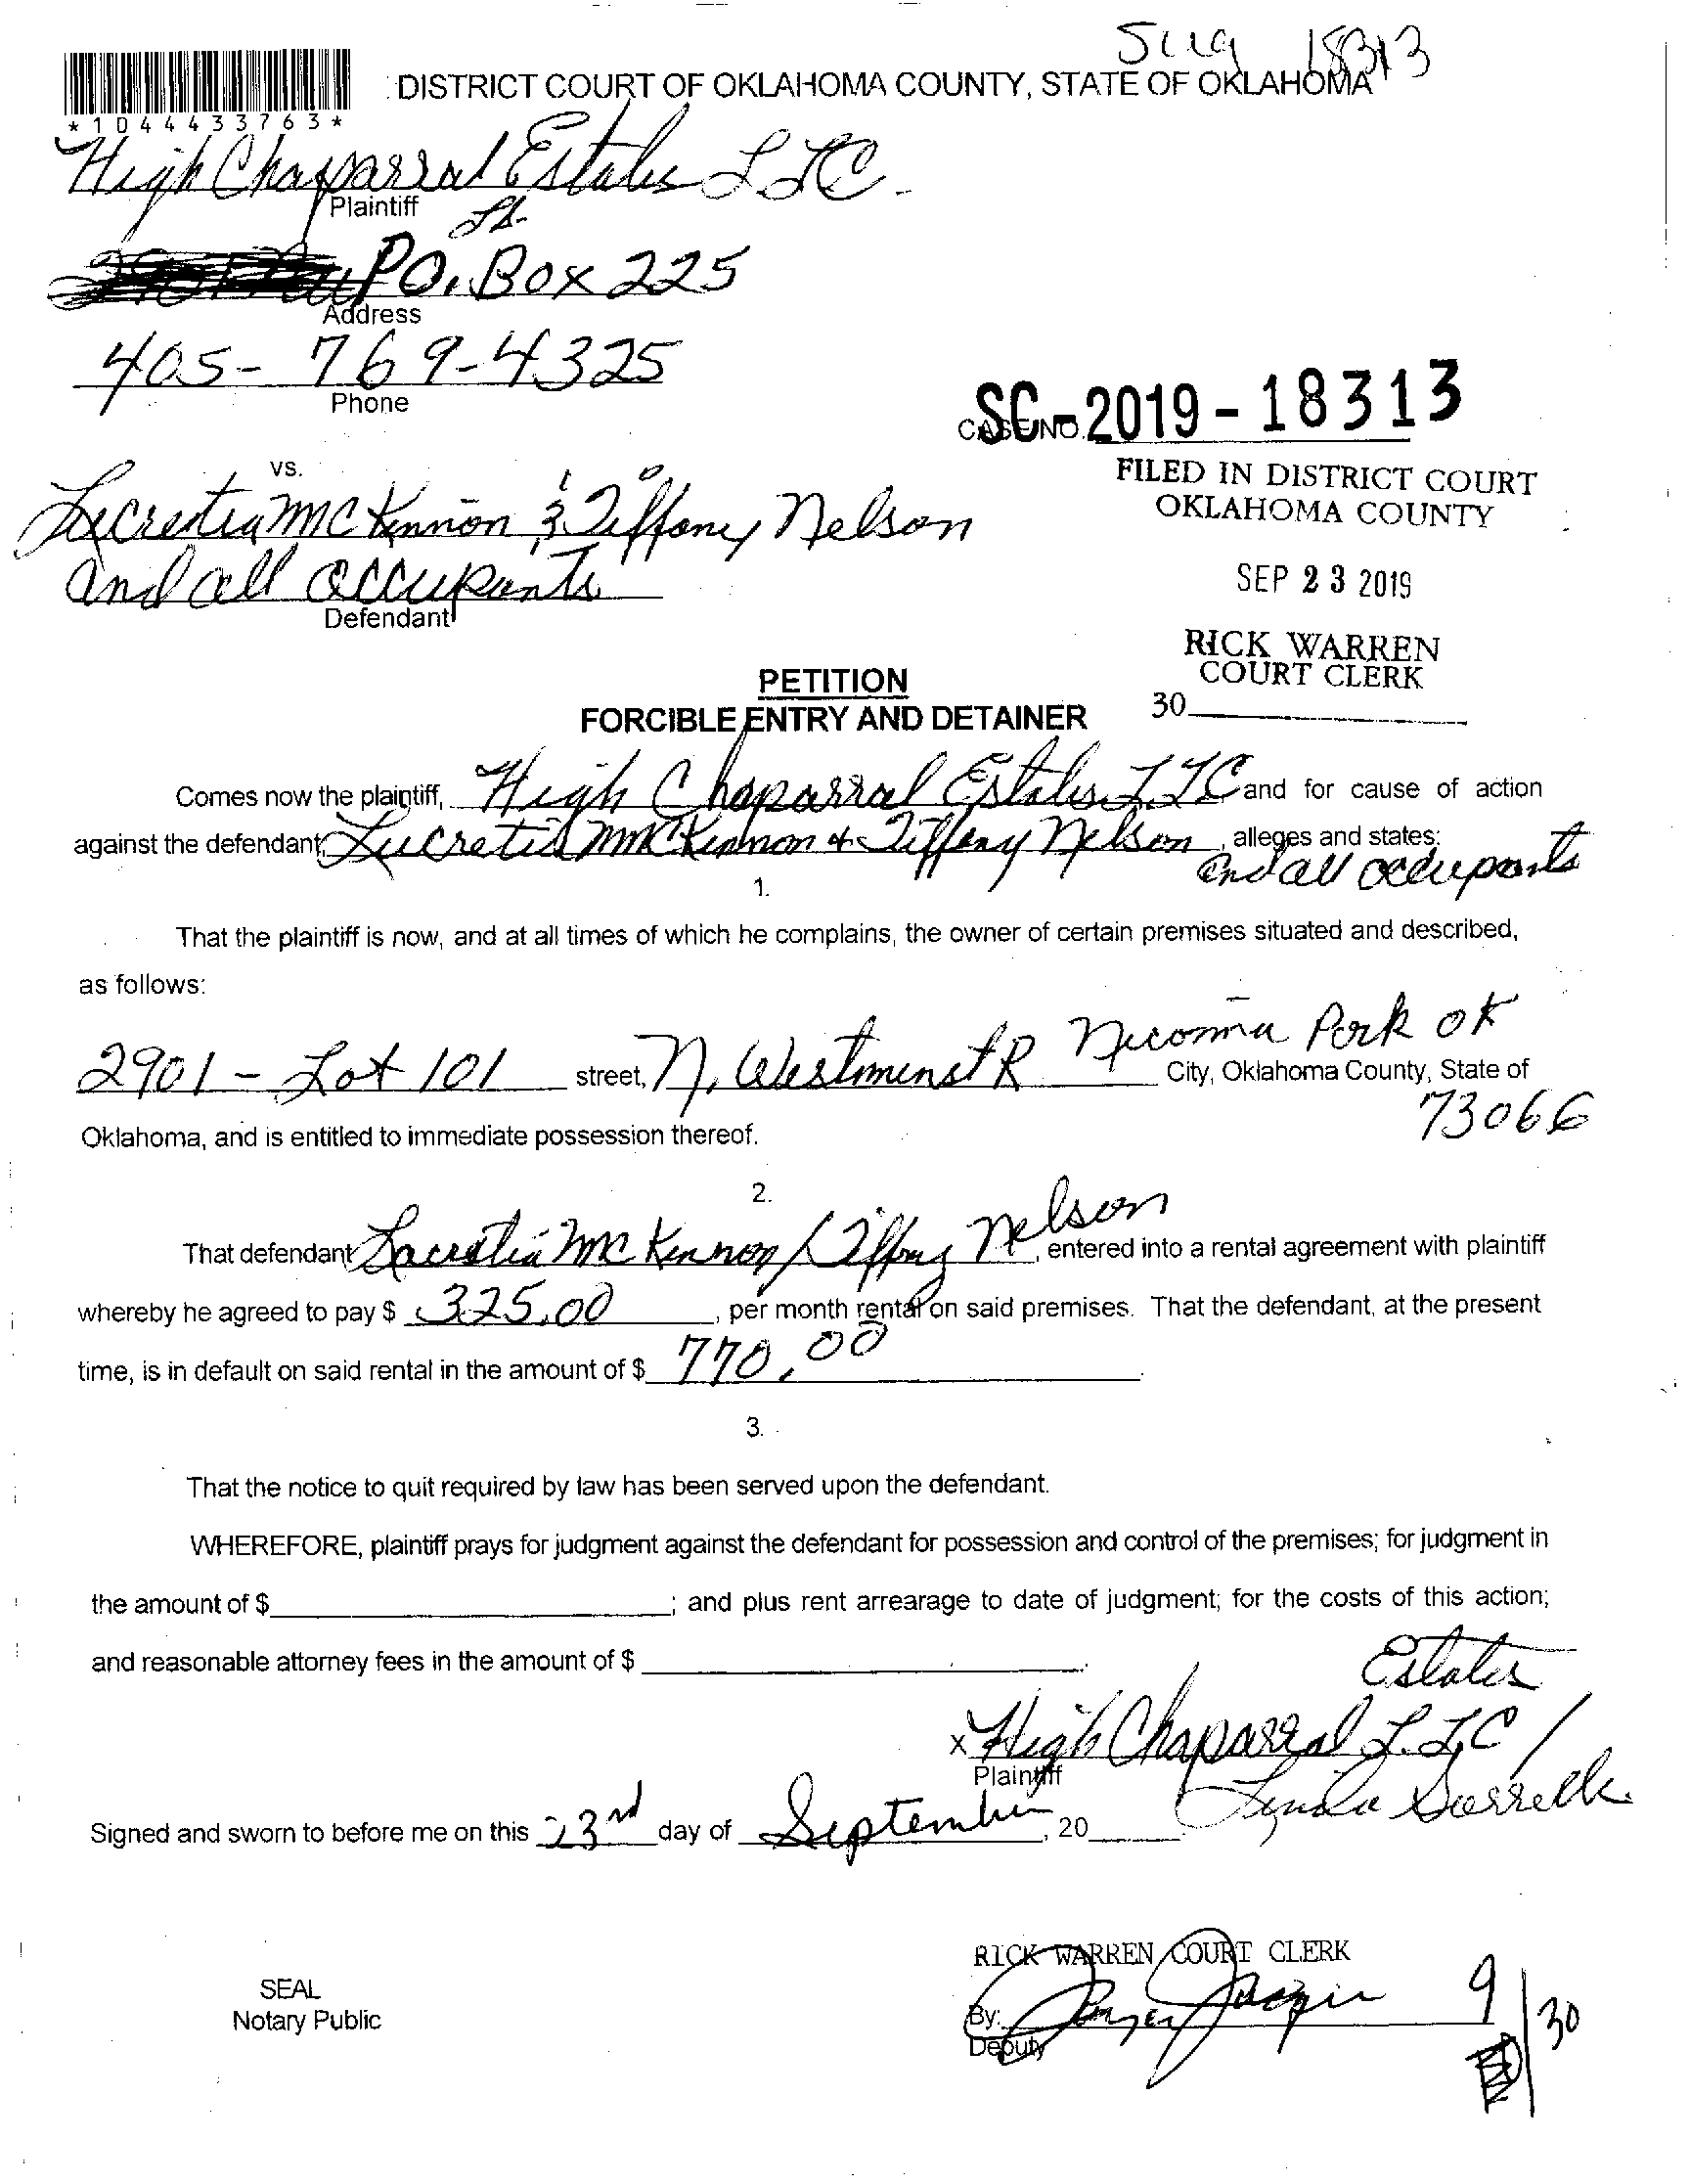 18313
DISTRICT COURT OF OKLAHOMA COUNTY, STATE OF OKLAHOMA
*1044433763*
High Chaparral Estates LLC.
Plaintiff
P.O. Box 225
Address
405-769-4325
Phone
CASE NO. SC-2019-18313
FILED IN DISTRICT COURT
OKLAHOMA COUNTY
SEP 23 2019
RICK WARREN
COURT CLERK
30
vs.
Lucretia McKennon & Tiffany Nelson
and all occupants
Defendant
PETITION
FORCIBLE ENTRY AND DETAINER
Comes now the plaintiff, High Chaparral Estates LLC and for cause of action
against the defendant, Lucretia McKennon & Tiffany Nelson, alleges and states:
and all occupants
1.
That the plaintiff is now, and at all times of which he complains, the owner of certain premises situated and described,
as follows:
2901 - Lot 101 street, N. Westminstr Nicoma Park OK City, Oklahoma County, State of
73066
Oklahoma, and is entitled to immediate possession thereof.
2.
That defendant Lucretia McKennon / Tiffany Nelson, entered into a rental agreement with plaintiff
whereby he agreed to pay $ 325.00, per month rental on said premises. That the defendant, at the present
time, is in default on said rental in the amount of $ 770.00
3.
That the notice to quit required by law has been served upon the defendant.
WHEREFORE, plaintiff prays for judgment against the defendant for possession and control of the premises; for judgment in
the amount of $ ; and plus rent arrearage to date of judgment; for the costs of this action;
and reasonable attorney fees in the amount of $
Estates
x High Chaparral LLC /
Plaintiff
Signed and sworn to before me on this 23rd day of September, 20
RICK WARREN COURT CLERK
SEAL
Notary Public
By:
Deputy
9/30